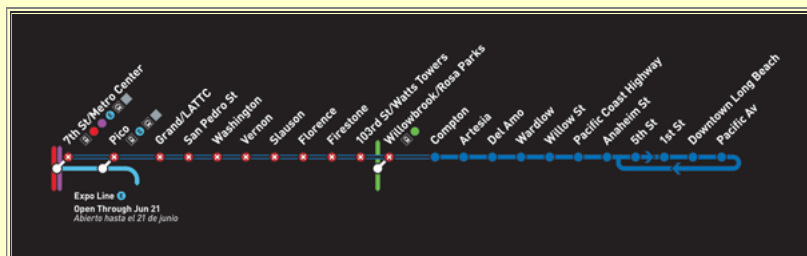 7th St/Metro Center
Pico
Grand/LATTC
San Pedro St
Washington
Vernon
Slauson
Florence
Firestone
103rd St/Watts Towers
Willowbrook/Rosa Parks
Compton
Artesia
Del Amo
Wardlow
Willow St
Pacific Coast Highway
Anaheim St
5th St
1st St
Downtown Long Beach
Pacific Av
Expo Line E
Open Through Jun 21
Abierto hasta el 21 de junio